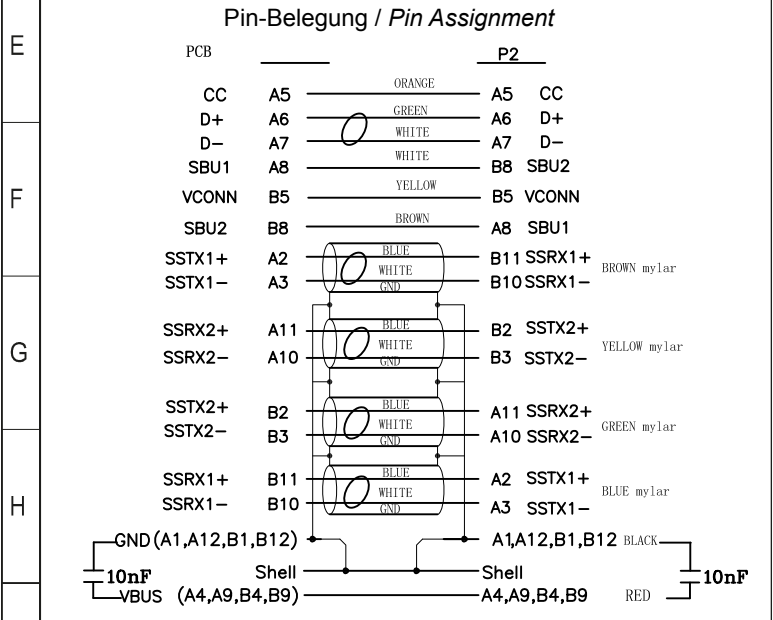 Pin-Belegung / Pin Assignment
E
PCB P2
CC A5 ORANGE A5 CC
D+ A6 GREEN A6 D+
D- A7 WHITE A7 D-
SBU1 A8 WHITE B8 SBU2
F
VCONN B5 YELLOW B5 VCONN
SBU2 B8 BROWN A8 SBU1
SSTX1+ A2 BLUE B11 SSRX1+
BROWN mylar
SSTX1- A3 WHITE B10 SSRX1-
GND
SSRX2+ A11 BLUE B2 SSTX2+
G
YELLOW mylar
SSRX2- A10 WHITE B3 SSTX2-
GND
SSTX2+ B2 BLUE A11 SSRX2+
GREEN mylar
SSTX2- B3 WHITE A10 SSRX2-
GND
SSRX1+ B11 BLUE A2 SSTX1+
BLUE mylar
H
SSRX1- B10 WHITE A3 SSTX1-
GND
GND (A1,A12,B1,B12) A1,A12,B1,B12 BLACK
10nF Shell Shell 10nF
VBUS (A4,A9,B4,B9) A4,A9,B4,B9 RED